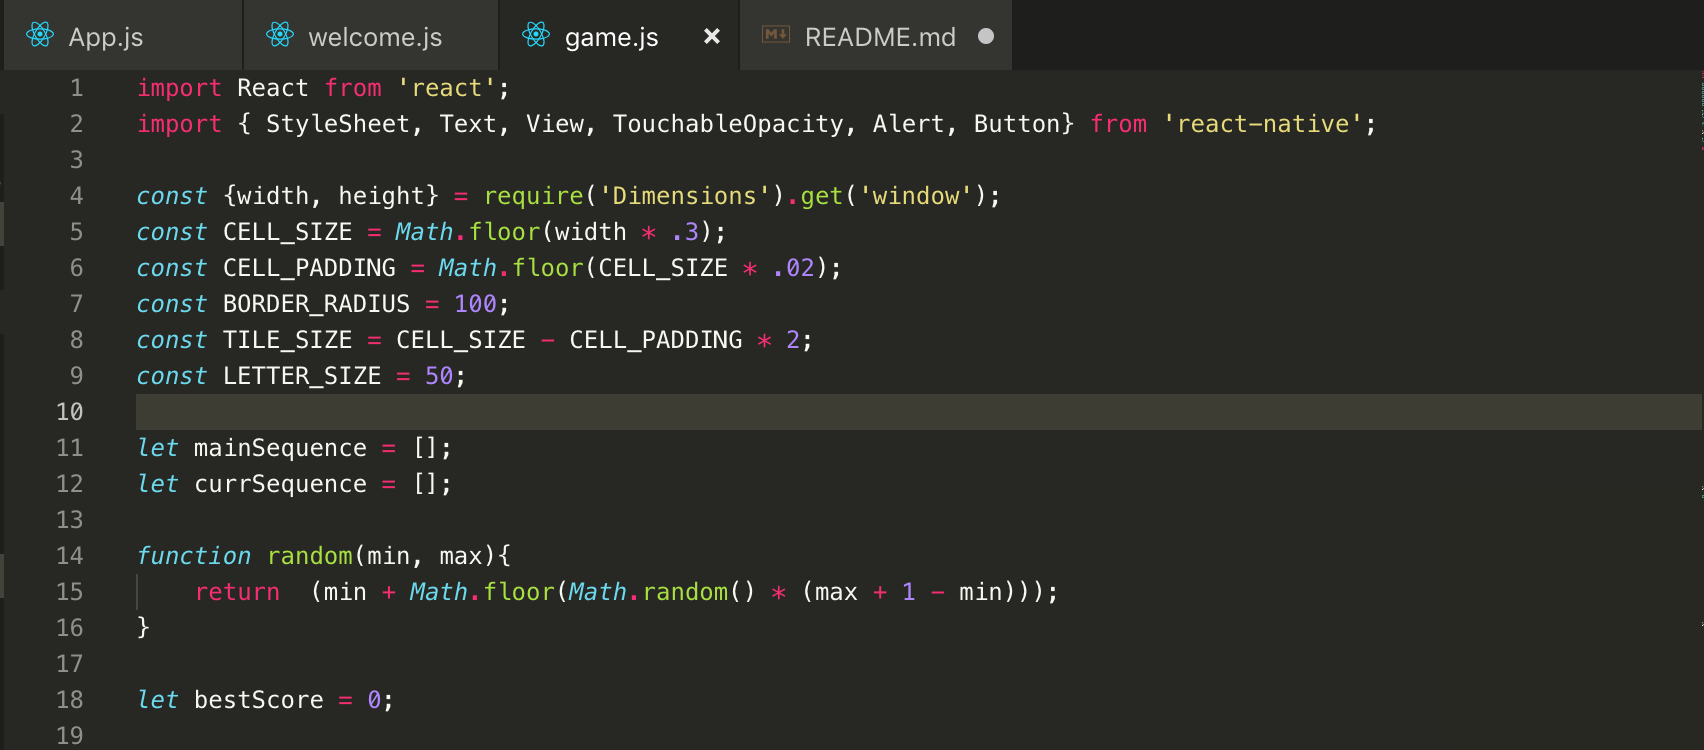 App.js welcome.js game.js × M↓ README.md
1 import React from 'react';
2 import { StyleSheet, Text, View, TouchableOpacity, Alert, Button} from 'react-native';
3
4 const {width, height} = require('Dimensions').get('window');
5 const CELL_SIZE = Math.floor(width * .3);
6 const CELL_PADDING = Math.floor(CELL_SIZE * .02);
7 const BORDER_RADIUS = 100;
8 const TILE_SIZE = CELL_SIZE - CELL_PADDING * 2;
9 const LETTER_SIZE = 50;
10
11 let mainSequence = [];
12 let currSequence = [];
13
14 function random(min, max){
15     return  (min + Math.floor(Math.random() * (max + 1 - min)));
16 }
17
18 let bestScore = 0;
19